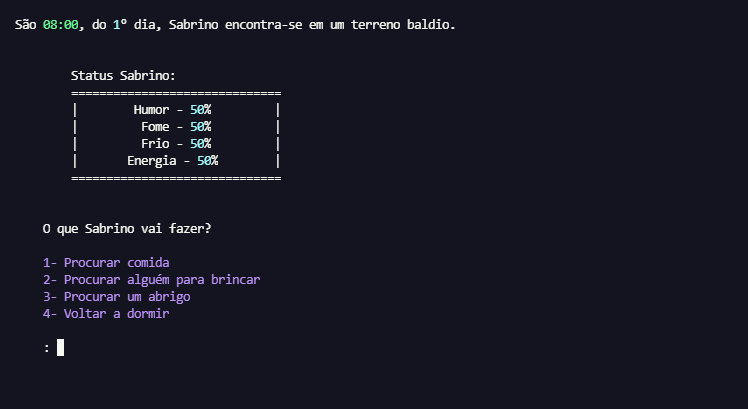 São 08:00, do 1º dia, Sabrino encontra-se em um terreno baldio.
Status Sabrino:
==============================
| Humor - 50% |
| Fome - 50% |
| Frio - 50% |
| Energia - 50% |
==============================
O que Sabrino vai fazer?
1- Procurar comida
2- Procurar alguém para brincar
3- Procurar um abrigo
4- Voltar a dormir
: